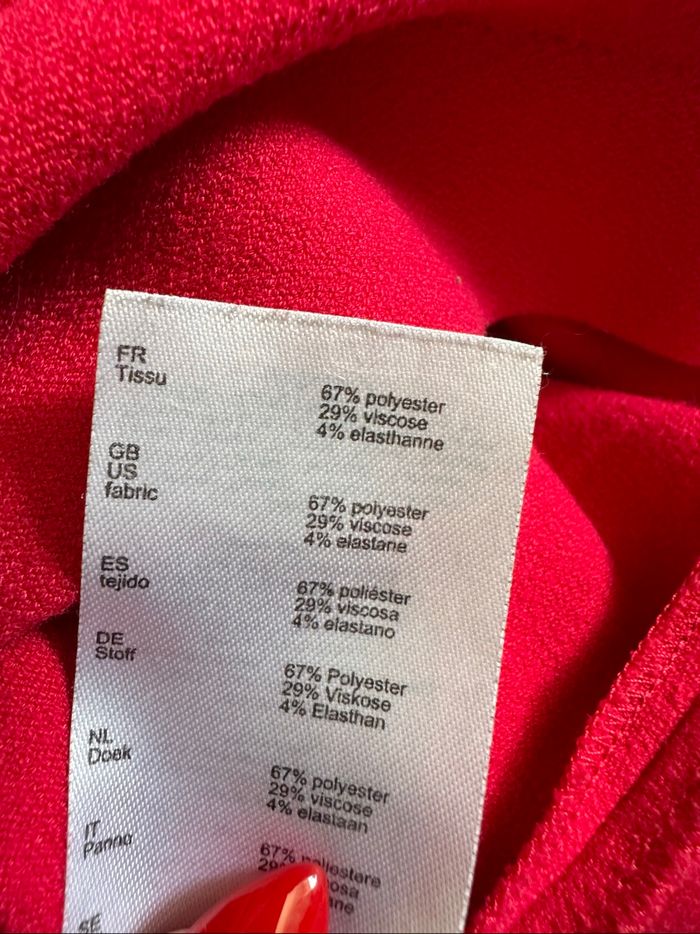 FR
Tissu
67% polyester
29% viscose
4% elasthanne
GB
US
fabric
67% polyester
29% viscose
4% elastane
ES
tejido
67% poliéster
29% viscosa
4% elastano
DE
Stoff
67% Polyester
29% Viskose
4% Elasthan
NL
Doek
67% polyester
29% viscose
4% elastaan
IT
Panno
67%
SE